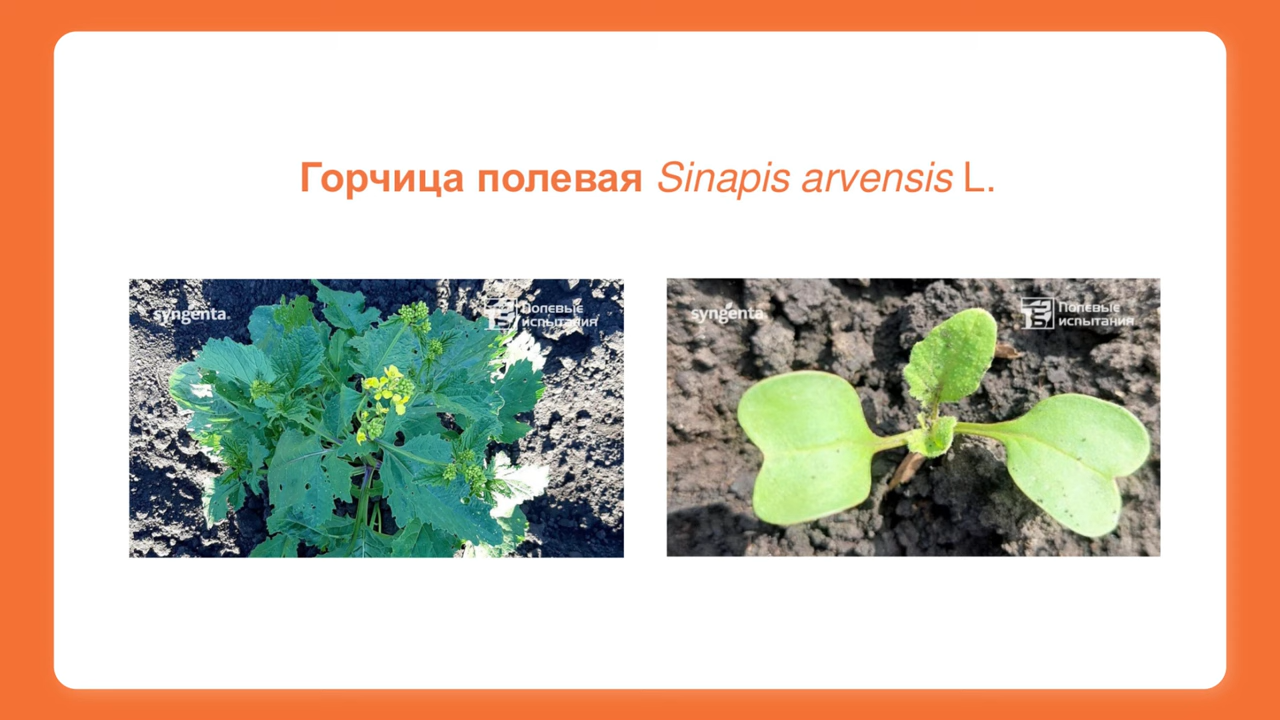 Горчица полевая Sinapis arvensis L.
syngenta
Полевые
испытания
syngenta
Полевые
испытания